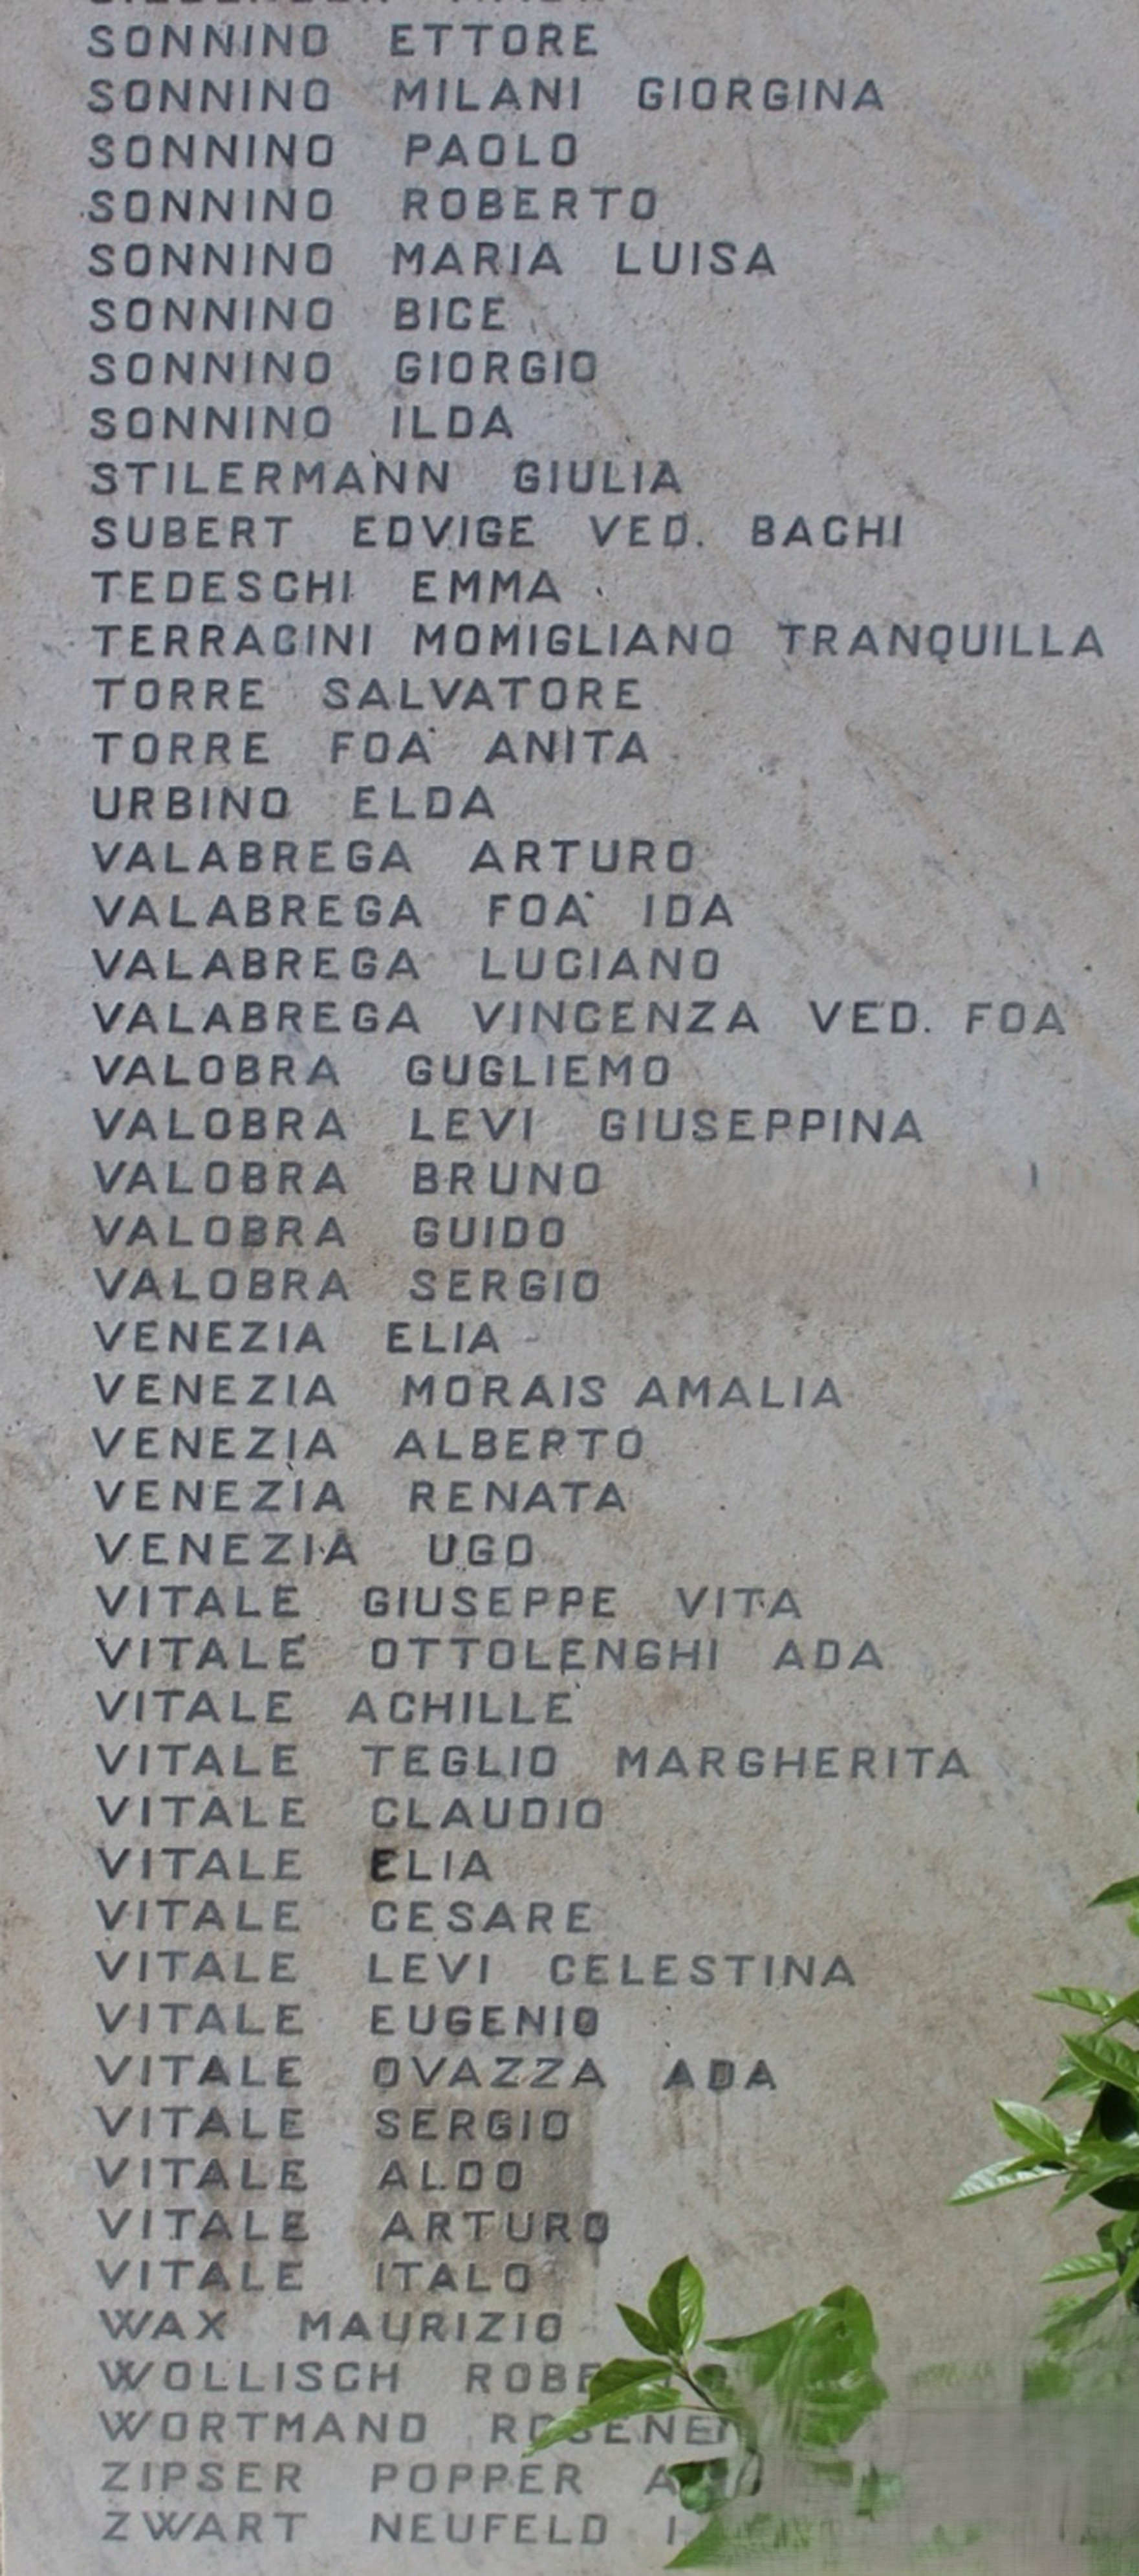 SONNINO ETTORE
SONNINO MILANI GIORGINA
SONNINO PAOLO
SONNINO ROBERTO
SONNINO MARIA LUISA
SONNINO BICE
SONNINO GIORGIO
SONNINO ILDA
STILERMANN GIULIA
SUBERT EDVIGE VED. BACHI
TEDESCHI EMMA
TERRACINI MOMIGLIANO TRANQUILLA
TORRE SALVATORE
TORRE FOA' ANITA
URBINO ELDA
VALABREGA ARTURO
VALABREGA FOA' IDA
VALABREGA LUCIANO
VALABREGA VINCENZA VED. FOA
VALOBRA GUGLIEMO
VALOBRA LEVI GIUSEPPINA
VALOBRA BRUNO
VALOBRA GUIDO
VALOBRA SERGIO
VENEZIA ELIA
VENEZIA MORAIS AMALIA
VENEZIA ALBERTO
VENEZIA RENATA
VENEZIA UGO
VITALE GIUSEPPE VITA
VITALE OTTOLENGHI ADA
VITALE ACHILLE
VITALE TEGLIO MARGHERITA
VITALE CLAUDIO
VITALE ELIA
VITALE CESARE
VITALE LEVI CELESTINA
VITALE EUGENIO
VITALE OVAZZA ADA
VITALE SERGIO
VITALE ALDO
VITALE ARTURO
VITALE ITALO
WAX MAURIZIO
WOLLISCH
WORTMAND
ZIPSER POPPER
ZWART NEUFELD